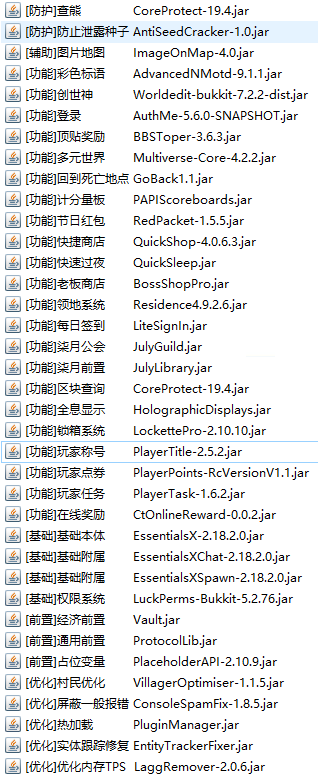 [防护]查熊 CoreProtect-19.4.jar
[防护]防止泄露种子 AntiSeedCracker-1.0.jar
[辅助]图片地图 ImageOnMap-4.0.jar
[功能]彩色标语 AdvancedNMotd-9.1.1.jar
[功能]创世神 Worldedit-bukkit-7.2.2-dist.jar
[功能]登录 AuthMe-5.6.0-SNAPSHOT.jar
[功能]顶贴奖励 BBSToper-3.6.3.jar
[功能]多元世界 Multiverse-Core-4.2.2.jar
[功能]回到死亡地点 GoBack1.1.jar
[功能]计分量板 PAPIScoreboards.jar
[功能]节日红包 RedPacket-1.5.5.jar
[功能]快捷商店 QuickShop-4.0.6.3.jar
[功能]快速过夜 QuickSleep.jar
[功能]老板商店 BossShopPro.jar
[功能]领地系统 Residence4.9.2.6.jar
[功能]每日签到 LiteSignIn.jar
[功能]柒月公会 JulyGuild.jar
[功能]柒月前置 JulyLibrary.jar
[功能]区块查询 CoreProtect-19.4.jar
[功能]全息显示 HolographicDisplays.jar
[功能]锁箱系统 LockettePro-2.10.10.jar
[功能]玩家称号 PlayerTitle-2.5.2.jar
[功能]玩家点券 PlayerPoints-RcVersionV1.1.jar
[功能]玩家任务 PlayerTask-1.6.2.jar
[功能]在线奖励 CtOnlineReward-0.0.2.jar
[基础]基础本体 EssentialsX-2.18.2.0.jar
[基础]基础附属 EssentialsXChat-2.18.2.0.jar
[基础]基础附属 EssentialsXSpawn-2.18.2.0.jar
[基础]权限系统 LuckPerms-Bukkit-5.2.76.jar
[前置]经济前置 Vault.jar
[前置]通用前置 ProtocolLib.jar
[前置]占位变量 PlaceholderAPI-2.10.9.jar
[优化]村民优化 VillagerOptimiser-1.1.5.jar
[优化]屏蔽一般报错 ConsoleSpamFix-1.8.5.jar
[优化]热加载 PluginManager.jar
[优化]实体跟踪修复 EntityTrackerFixer.jar
[优化]优化内存TPS LaggRemover-2.0.6.jar